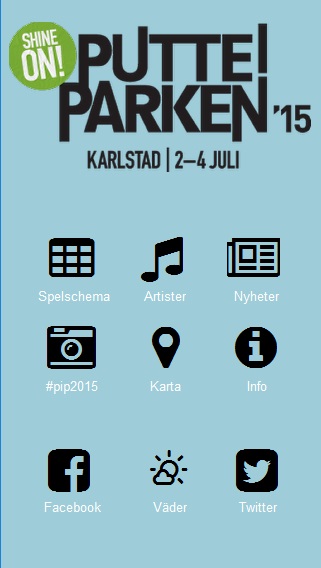 SHINE
ON!
PUTTE!
PARKEN '15
KARLSTAD | 2–4 JULI
Spelschema Artister Nyheter
#pip2015 Karta Info
Facebook Väder Twitter